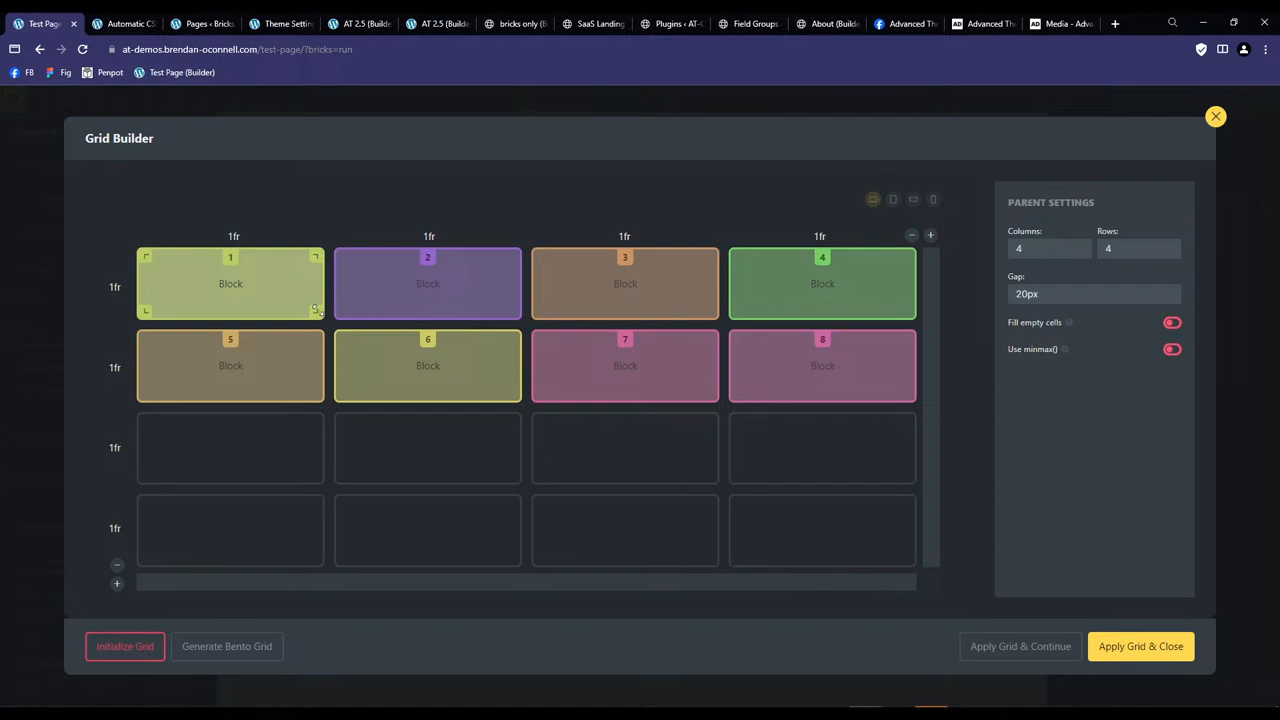 Test Page
Automatic CS
Pages ‹ Bricks
Theme Setting
AT 2.5 (Builde
AT 2.5 (Builde
bricks only (B
SaaS Landing
Plugins ‹ AT-
Field Groups
About (Builde
Advanced The
Advanced The
Media - Adva
at-demos.brendan-oconnell.com/test-page/?bricks=run
FB
Fig
Penpot
Test Page (Builder)
Grid Builder
1fr 1fr 1fr 1fr
1fr
1 2 3 4
Block Block Block Block
1fr
5 6 7 8
Block Block Block Block
1fr
1fr
PARENT SETTINGS
Columns: Rows:
4 4
Gap:
20px
Fill empty cells
Use minmax()
Initialize Grid
Generate Bento Grid
Apply Grid & Continue
Apply Grid & Close